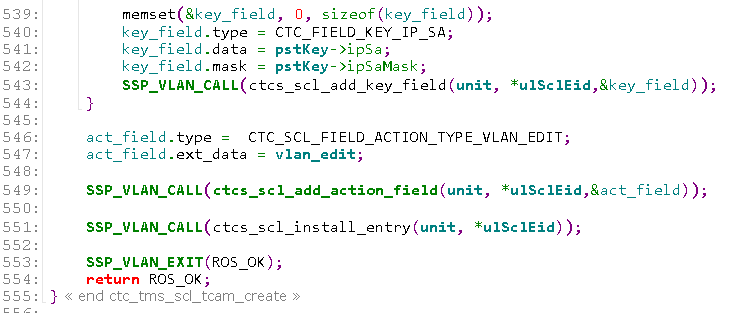 539: memset(&key_field, 0, sizeof(key_field));
540: key_field.type = CTC_FIELD_KEY_IP_SA;
541: key_field.data = pstKey->ipSa;
542: key_field.mask = pstKey->ipSaMask;
543: SSP_VLAN_CALL(ctcs_scl_add_key_field(unit, *ulSclEid,&key_field));
544: }
545:
546: act_field.type =  CTC_SCL_FIELD_ACTION_TYPE_VLAN_EDIT;
547: act_field.ext_data = vlan_edit;
548:
549: SSP_VLAN_CALL(ctcs_scl_add_action_field(unit, *ulSclEid,&act_field));
550:
551: SSP_VLAN_CALL(ctcs_scl_install_entry(unit, *ulSclEid));
552:
553: SSP_VLAN_EXIT(ROS_OK);
554: return ROS_OK;
555: } « end ctc_tms_scl_tcam_create »